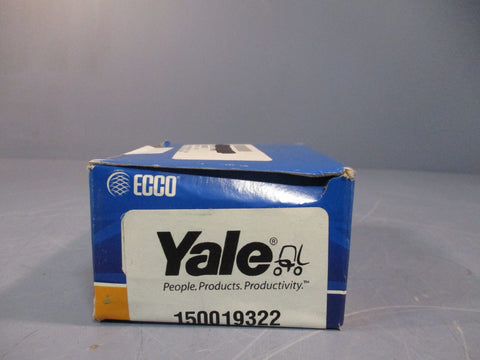 ECCO®
Yale®
People. Products. Productivity.™
150019322